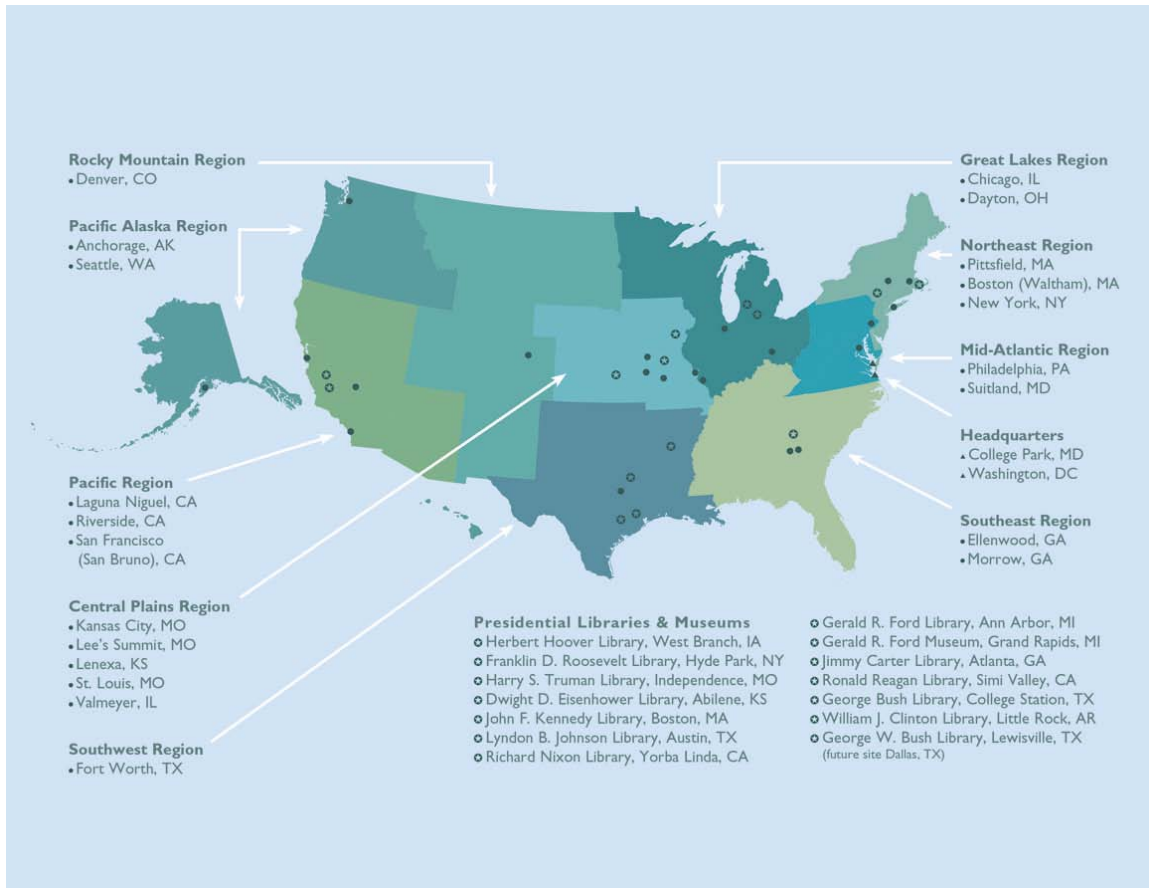 Rocky Mountain Region
• Denver, CO
Pacific Alaska Region
• Anchorage, AK
• Seattle, WA
Pacific Region
• Laguna Niguel, CA
• Riverside, CA
• San Francisco
(San Bruno), CA
Central Plains Region
• Kansas City, MO
• Lee's Summit, MO
• Lenexa, KS
• St. Louis, MO
• Valmeyer, IL
Southwest Region
• Fort Worth, TX
Great Lakes Region
• Chicago, IL
• Dayton, OH
Northeast Region
• Pittsfield, MA
• Boston (Waltham), MA
• New York, NY
Mid-Atlantic Region
• Philadelphia, PA
• Suitland, MD
Headquarters
▲ College Park, MD
▲ Washington, DC
Southeast Region
• Ellenwood, GA
• Morrow, GA
Presidential Libraries & Museums
✪ Herbert Hoover Library, West Branch, IA
✪ Franklin D. Roosevelt Library, Hyde Park, NY
✪ Harry S. Truman Library, Independence, MO
✪ Dwight D. Eisenhower Library, Abilene, KS
✪ John F. Kennedy Library, Boston, MA
✪ Lyndon B. Johnson Library, Austin, TX
✪ Richard Nixon Library, Yorba Linda, CA
✪ Gerald R. Ford Library, Ann Arbor, MI
✪ Gerald R. Ford Museum, Grand Rapids, MI
✪ Jimmy Carter Library, Atlanta, GA
✪ Ronald Reagan Library, Simi Valley, CA
✪ George Bush Library, College Station, TX
✪ William J. Clinton Library, Little Rock, AR
✪ George W. Bush Library, Lewisville, TX
(future site Dallas, TX)